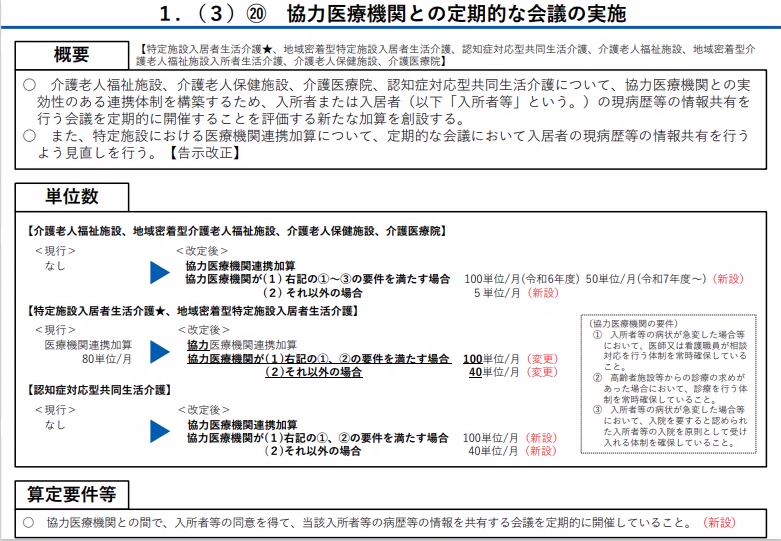 1．（3）⑳　協力医療機関との定期的な会議の実施
概要
【特定施設入居者生活介護★、地域密着型特定施設入居者生活介護、認知症対応型共同生活介護、介護老人福祉施設、地域密着型介
護老人福祉施設入所者生活介護、介護老人保健施設、介護医療院】
○　介護老人福祉施設、介護老人保健施設、介護医療院、認知症対応型共同生活介護について、協力医療機関との実
効性のある連携体制を構築するため、入所者または入居者（以下「入所者等」という。）の現病歴等の情報共有を
行う会議を定期的に開催することを評価する新たな加算を創設する。
○　また、特定施設における医療機関連携加算について、定期的な会議において入居者の現病歴等の情報共有を行う
よう見直しを行う。【告示改正】
単位数
【介護老人福祉施設、地域密着型介護老人福祉施設、介護老人保健施設、介護医療院】
＜現行＞　＜改定後＞
なし　協力医療機関連携加算
協力医療機関が(１)右記の①～③の要件を満たす場合　100単位/月(令和6年度)　50単位/月(令和7年度～)（新設）
(２)それ以外の場合　5単位/月（新設）
【特定施設入居者生活介護★、地域密着型特定施設入居者生活介護】
＜現行＞　＜改定後＞
医療機関連携加算　協力医療機関連携加算
80単位/月　協力医療機関が(１)右記の①、②の要件を満たす場合　100単位/月（変更）
(２)それ以外の場合　40単位/月（変更）
【認知症対応型共同生活介護】
＜現行＞　＜改定後＞
なし　協力医療機関連携加算
協力医療機関が(１)右記の①、②の要件を満たす場合　100単位/月（新設）
(２)それ以外の場合　40単位/月（新設）
（協力医療機関の要件）
①　入所者等の病状が急変した場合等
において、医師又は看護職員が相談
対応を行う体制を常時確保している
こと。
②　高齢者施設等からの診療の求めが
あった場合において、診療を行う体
制を常時確保していること。
③　入所者等の病状が急変した場合等
において、入院を要すると認められ
た入所者等の入院を原則として受け
入れる体制を確保していること。
算定要件等
○　協力医療機関との間で、入所者等の同意を得て、当該入所者等の病歴等の情報を共有する会議を定期的に開催していること。（新設）